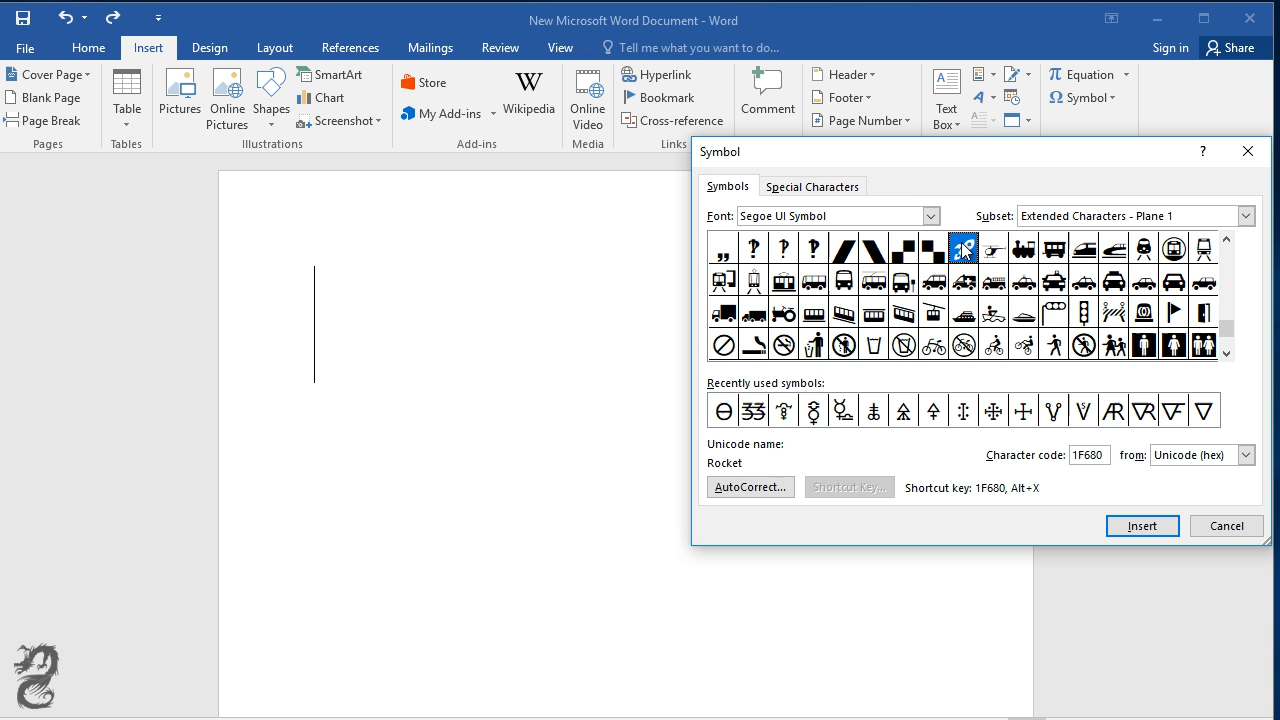 New Microsoft Word Document - Word
File Home Insert Design Layout References Mailings Review View Tell me what you want to do... Sign in Share
Cover Page
Blank Page
Page Break
Pages
Table
Tables
Pictures
Online Pictures
Shapes
SmartArt
Chart
Screenshot
Illustrations
Store
My Add-ins
W
Wikipedia
Add-ins
Online Video
Media
Hyperlink
Bookmark
Cross-reference
Links
Comment
Header
Footer
Page Number
Text Box
Equation
Symbol
Symbol
Symbols Special Characters
Font: Segoe UI Symbol Subset: Extended Characters - Plane 1
Recently used symbols:
Unicode name:
Rocket
Character code: 1F680 from: Unicode (hex)
AutoCorrect... Shortcut Key... Shortcut key: 1F680, Alt+X
Insert Cancel